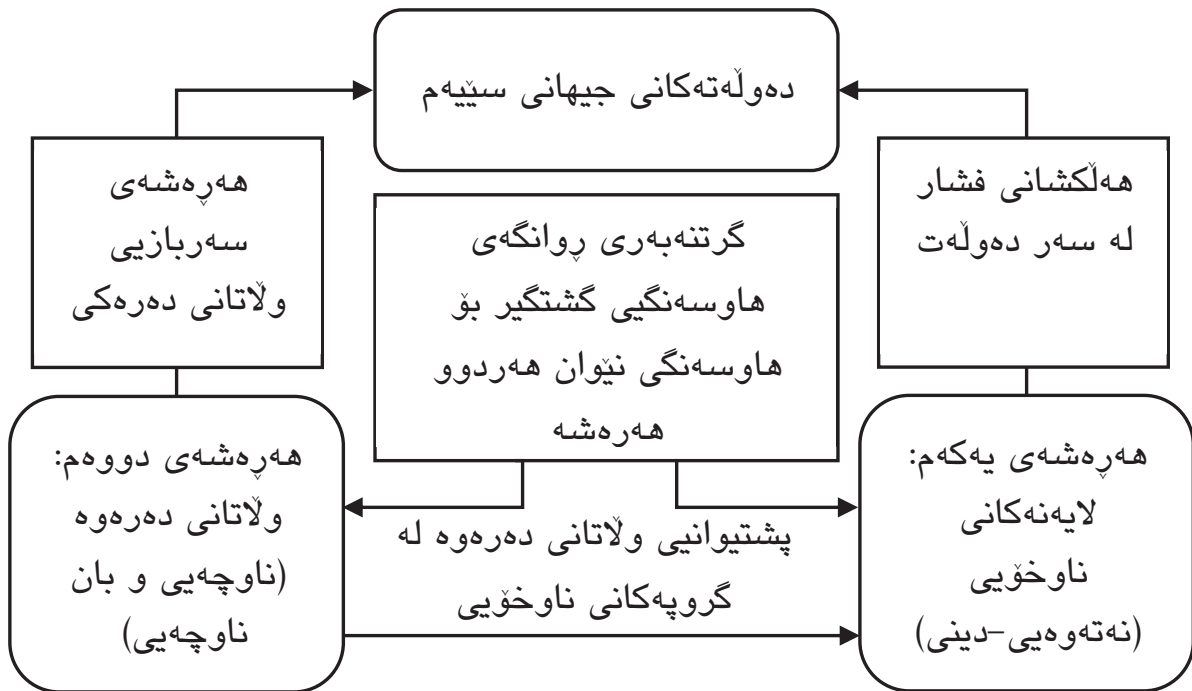 دەوڵەتەکانی جیهانی سێیەم
هەڵکشانی فشار
لە سەر دەوڵەت
گرتنەبەری ڕوانگەی
هاوسەنگیی گشتگیر بۆ
هاوسەنگی نێوان هەردوو
هەرەشە
هەڕەشەی
سەربازیی
وڵاتانی دەرەکی
هەڕەشەی یەکەم:
لایەنەکانی
ناوخۆیی
(نەتەوەیی-دینی)
پشتیوانیی وڵاتانی دەرەوە لە
گروپەکانی ناوخۆیی
هەڕەشەی دووەم:
وڵاتانی دەرەوە
(ناوچەیی و بان
ناوچەیی)